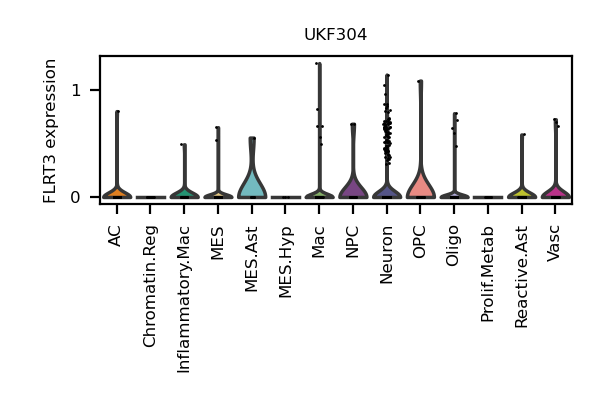 UKF304
FLRT3 expression
1
0
AC
Chromatin.Reg
Inflammatory.Mac
MES
MES.Ast
MES.Hyp
Mac
NPC
Neuron
OPC
Oligo
Prolif.Metab
Reactive.Ast
Vasc